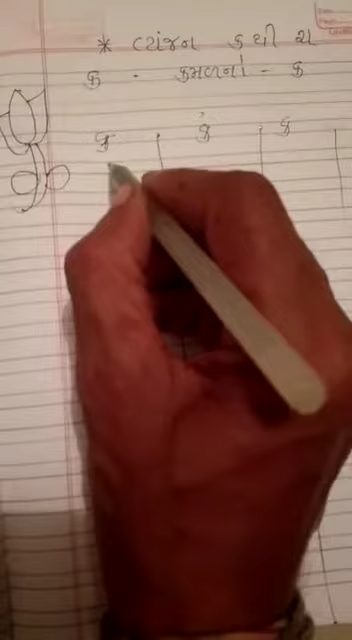 * વ્યંજન ક થી જ્ઞ
ક - કમળનો - ક
ક ક ક